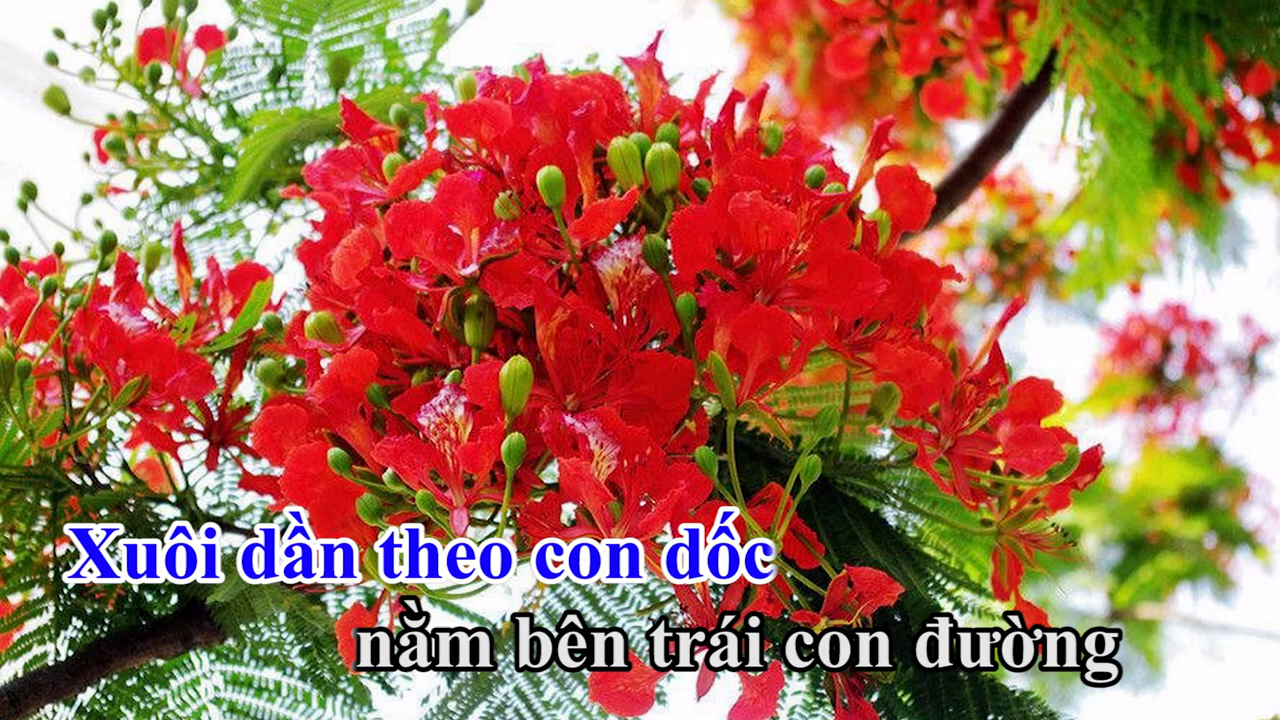 Xuôi dần theo con dốc
nằm bên trái con đường